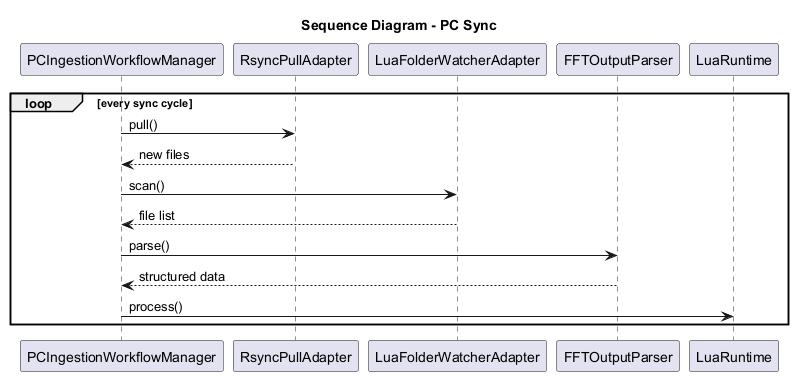 Sequence Diagram - PC Sync
PCIngestionWorkflowManager RsyncPullAdapter LuaFolderWatcherAdapter FFTOutputParser LuaRuntime
loop [every sync cycle]
pull()
new files
scan()
file list
parse()
structured data
process()
PCIngestionWorkflowManager RsyncPullAdapter LuaFolderWatcherAdapter FFTOutputParser LuaRuntime